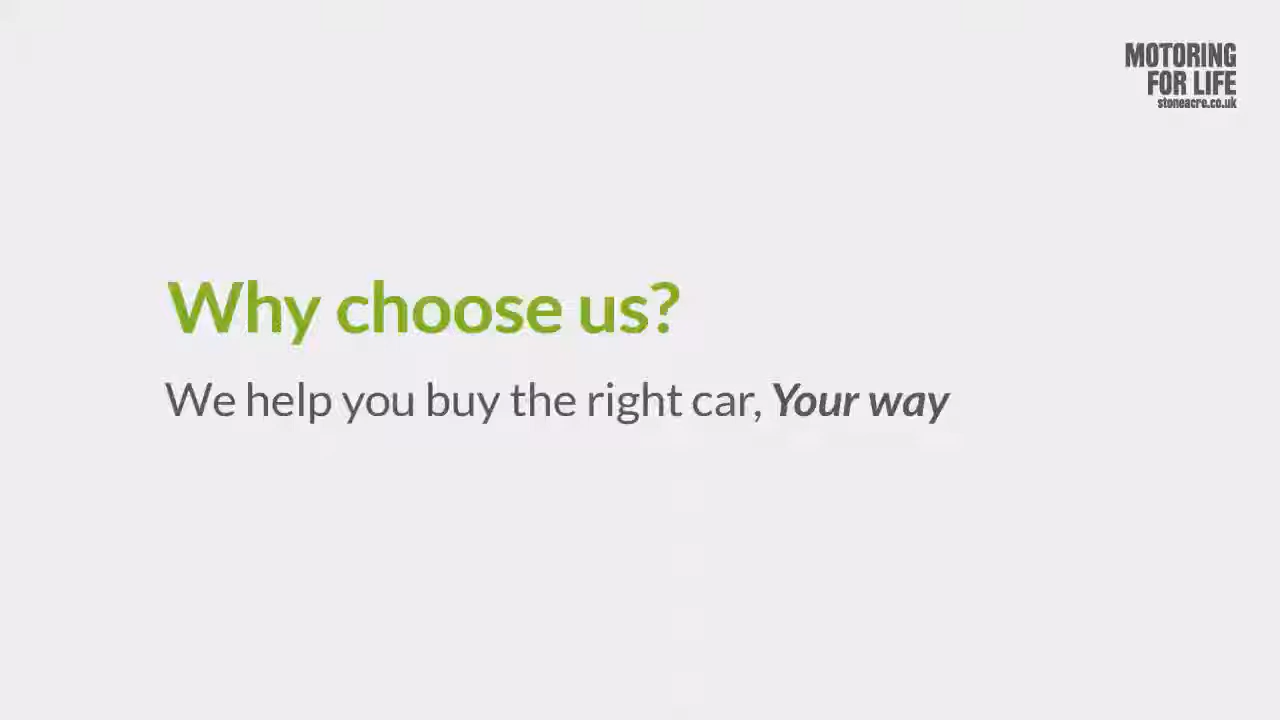 MOTORING
FOR LIFE
stoneacre.co.uk
Why choose us?
We help you buy the right car, Your way